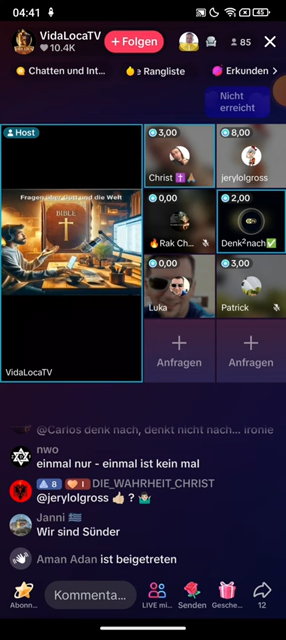 04:41
45
VidaLocaTV
10.4K
+ Folgen
85
Chatten und Int...
e Rangliste
Erkunden
Nicht
erreicht
Host
3,00
8,00
Christ
jerylolgross
Fragen über Gott und die Welt
BIBLE
0,00
2,00
Rak Ch...
Denk²nach
0,00
3,00
Luka
Patrick
VidaLocaTV
+
+
Anfragen
Anfragen
@Carlos denk nach, denkt nicht nach... Ironie
nwo
einmal nur - einmal ist kein mal
8
I
DIE_WAHRHEIT_CHRIST
@jerylolgross 👍🏻 ? 🤷🏻‍♂️
Janni 🇬🇷
Wir sind Sünder
Aman Adan ist beigetreten
Abonn...
Kommenta...
LIVE mi...
Senden
Gesche...
12